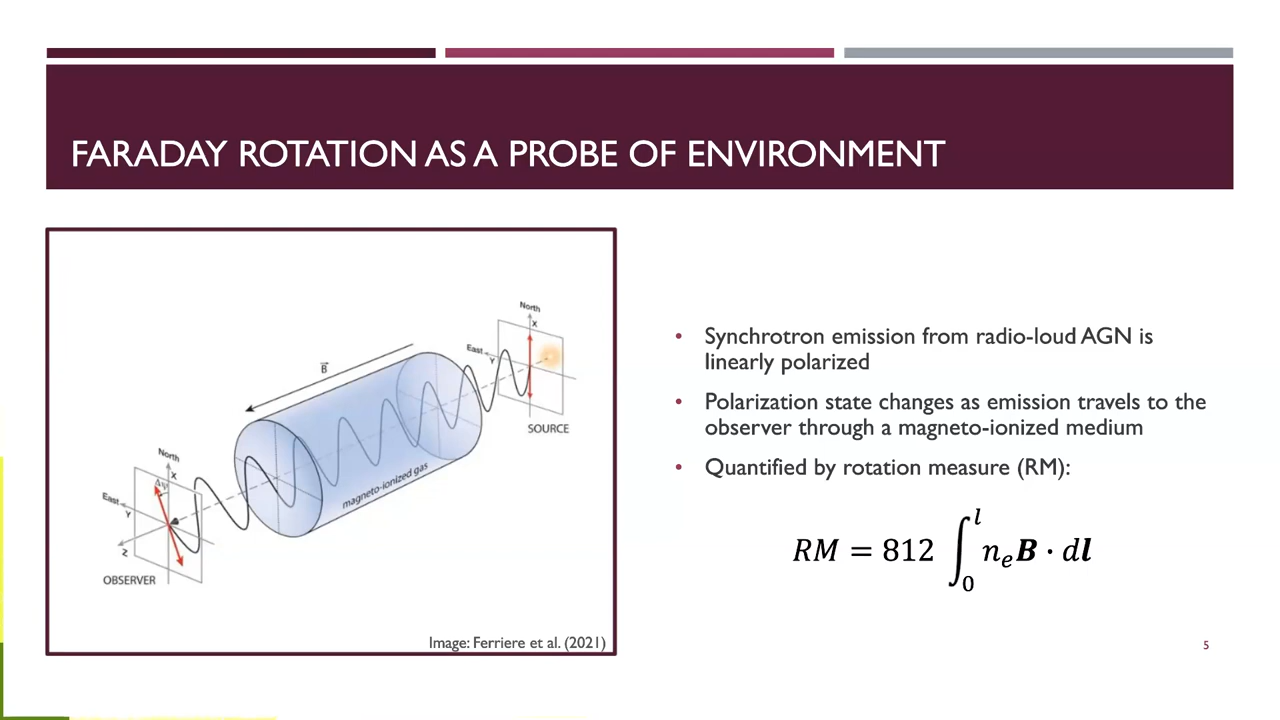 FARADAY ROTATION AS A PROBE OF ENVIRONMENT
North
X
East
Y
B⃗
SOURCE
magneto-ionized gas
North
X
Δψ
East
Y
Z
OBSERVER
Image: Ferriere et al. (2021)
• Synchrotron emission from radio-loud AGN is
linearly polarized
• Polarization state changes as emission travels to the
observer through a magneto-ionized medium
• Quantified by rotation measure (RM):
RM = 812 ∫₀ˡ nₑ B · dl
5